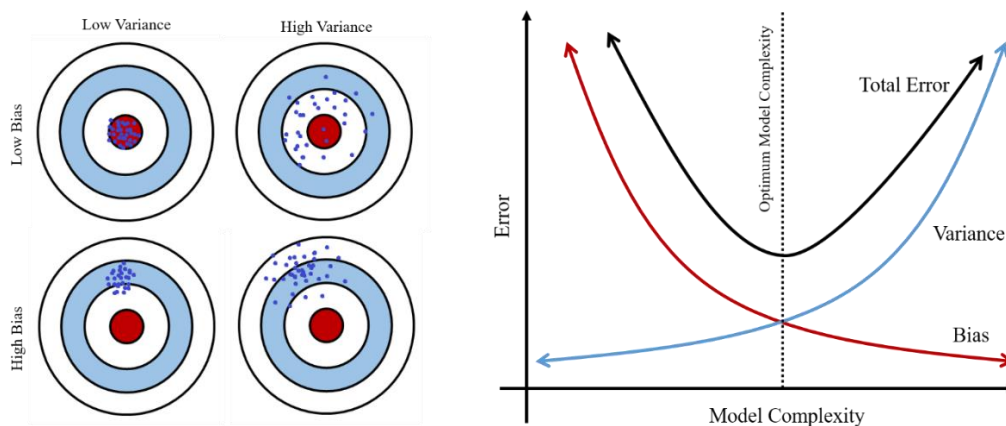 Low Variance
High Variance
Low Bias
High Bias
Error
Optimum Model Complexity
Total Error
Variance
Bias
Model Complexity